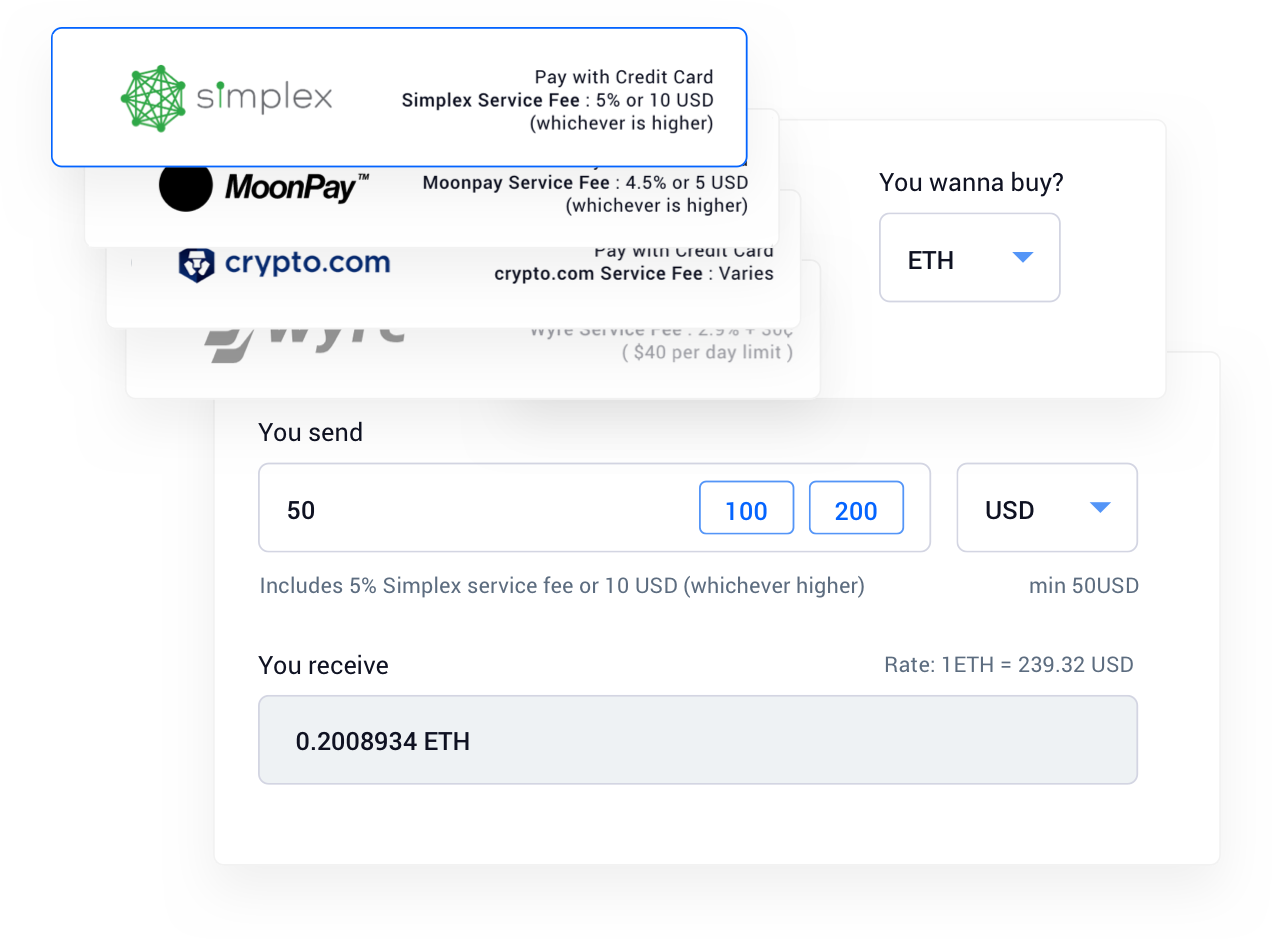 simplex
Pay with Credit Card
Simplex Service Fee : 5% or 10 USD
(whichever is higher)
MoonPay™
Moonpay Service Fee : 4.5% or 5 USD
(whichever is higher)
crypto.com
Pay with Credit Card
crypto.com Service Fee : Varies
wyre
Wyre Service Fee : 2.9% + 30¢
( $40 per day limit )
You wanna buy?
ETH
You send
50
100
200
USD
Includes 5% Simplex service fee or 10 USD (whichever higher)
min 50USD
You receive
Rate: 1ETH = 239.32 USD
0.2008934 ETH